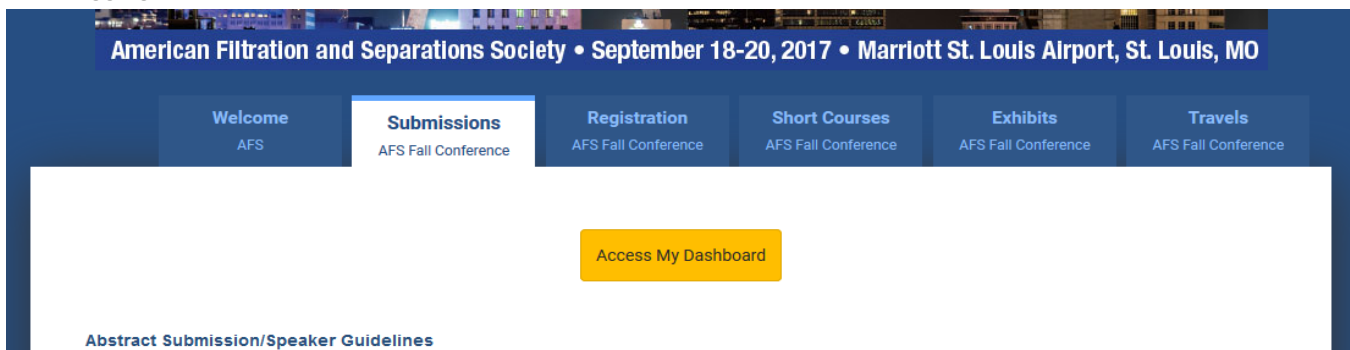 American Filtration and Separations Society • September 18-20, 2017 • Marriott St. Louis Airport, St. Louis, MO
Welcome
AFS
Submissions
AFS Fall Conference
Registration
AFS Fall Conference
Short Courses
AFS Fall Conference
Exhibits
AFS Fall Conference
Travels
AFS Fall Conference
Access My Dashboard
Abstract Submission/Speaker Guidelines